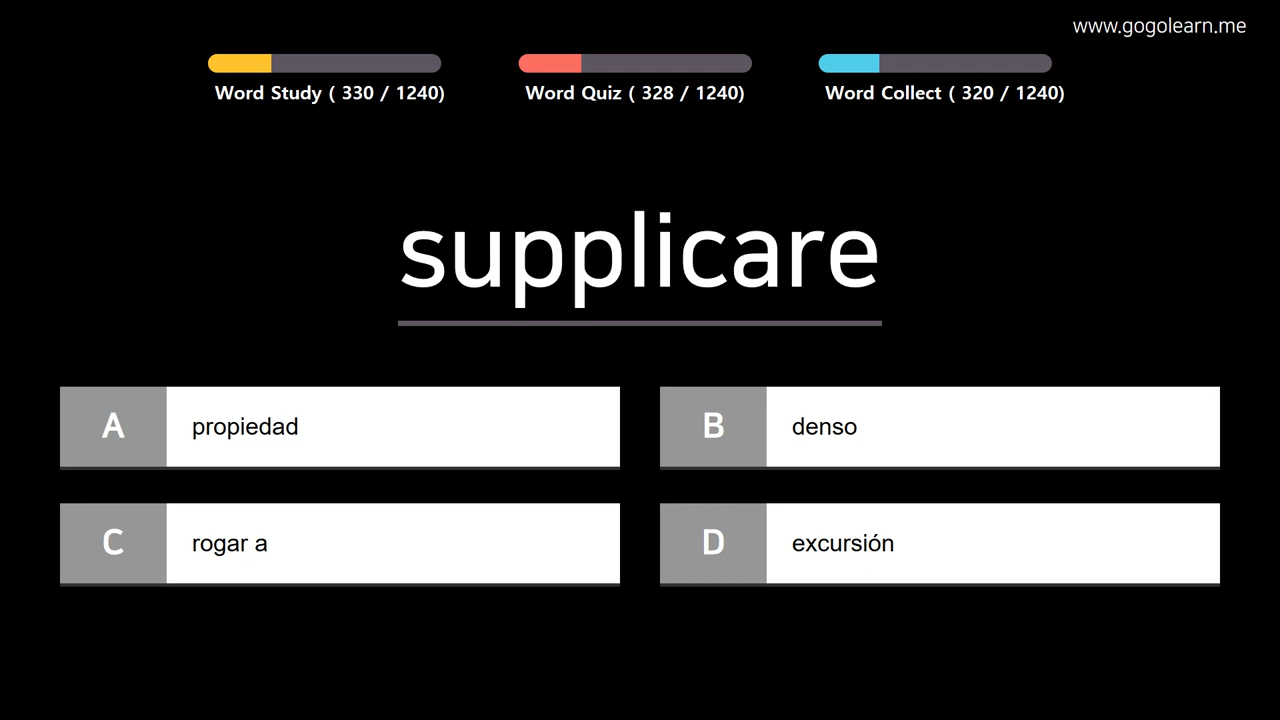 www.gogolearn.me
Word Study ( 330 / 1240)
Word Quiz ( 328 / 1240)
Word Collect ( 320 / 1240)
supplicare
A propiedad
B denso
C rogar a
D excursión